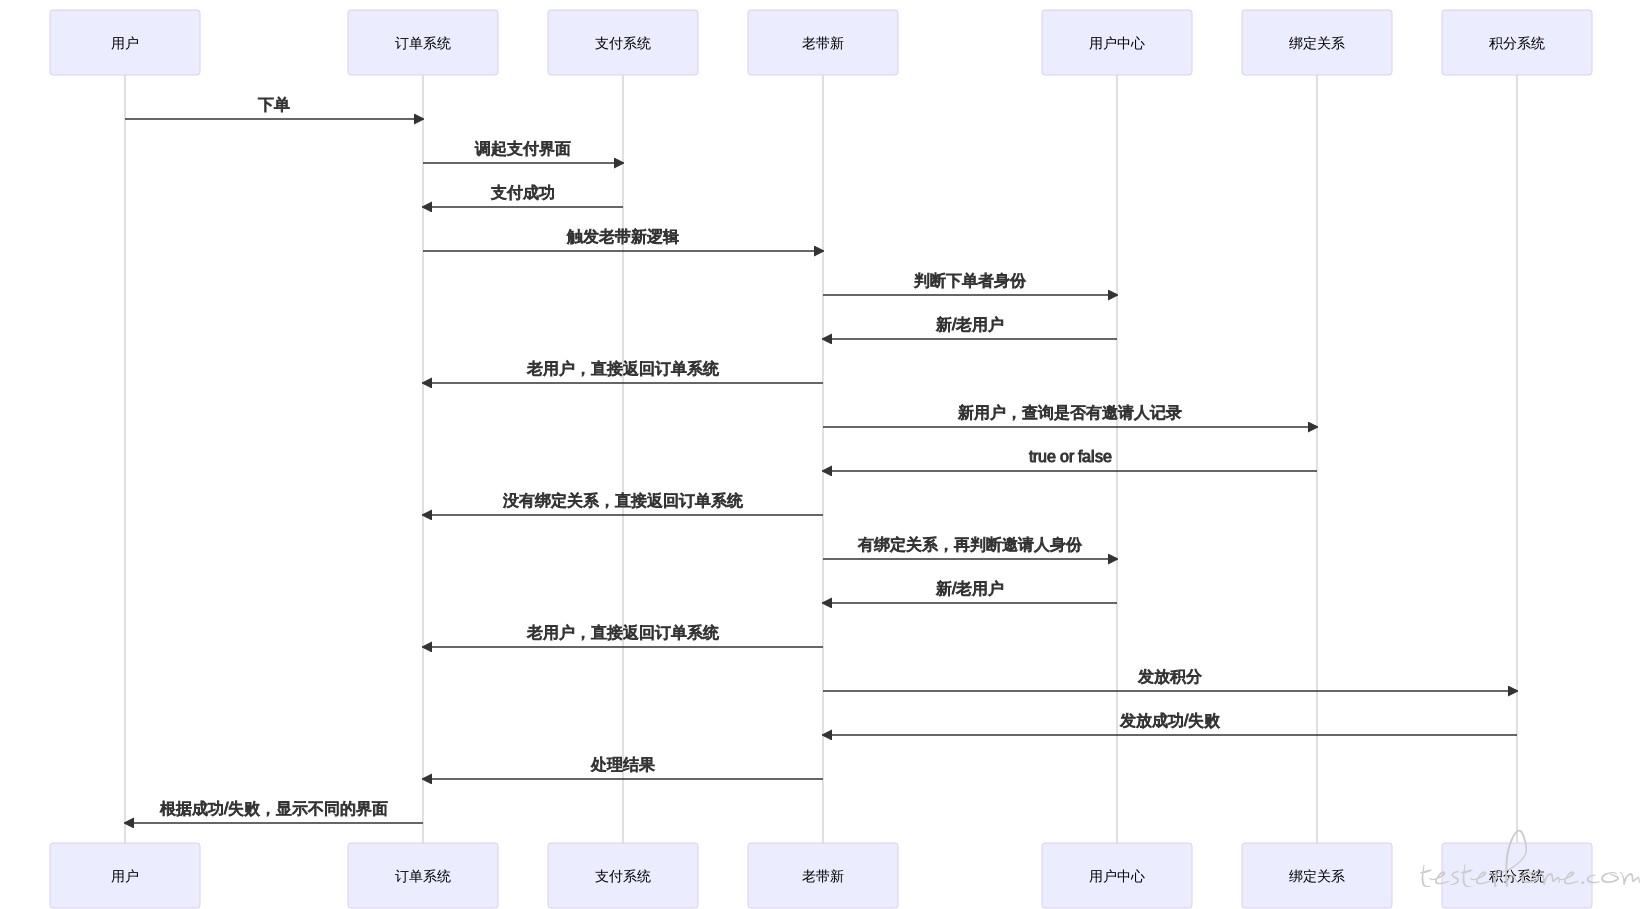 用户 订单系统 支付系统 老带新 用户中心 绑定关系 积分系统
下单
调起支付界面
支付成功
触发老带新逻辑
判断下单者身份
新/老用户
老用户，直接返回订单系统
新用户，查询是否有邀请人记录
true or false
没有绑定关系，直接返回订单系统
有绑定关系，再判断邀请人身份
新/老用户
老用户，直接返回订单系统
发放积分
发放成功/失败
处理结果
根据成功/失败，显示不同的界面
用户 订单系统 支付系统 老带新 用户中心 绑定关系 积分系统
testerhome.com